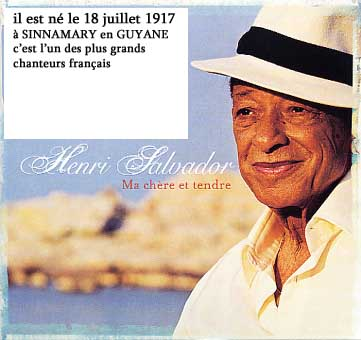 il est né le 18 juillet 1917
à SINNAMARY en GUYANE
c'est l'un des plus grands
chanteurs français
Henri Salvador
Ma chère et tendre